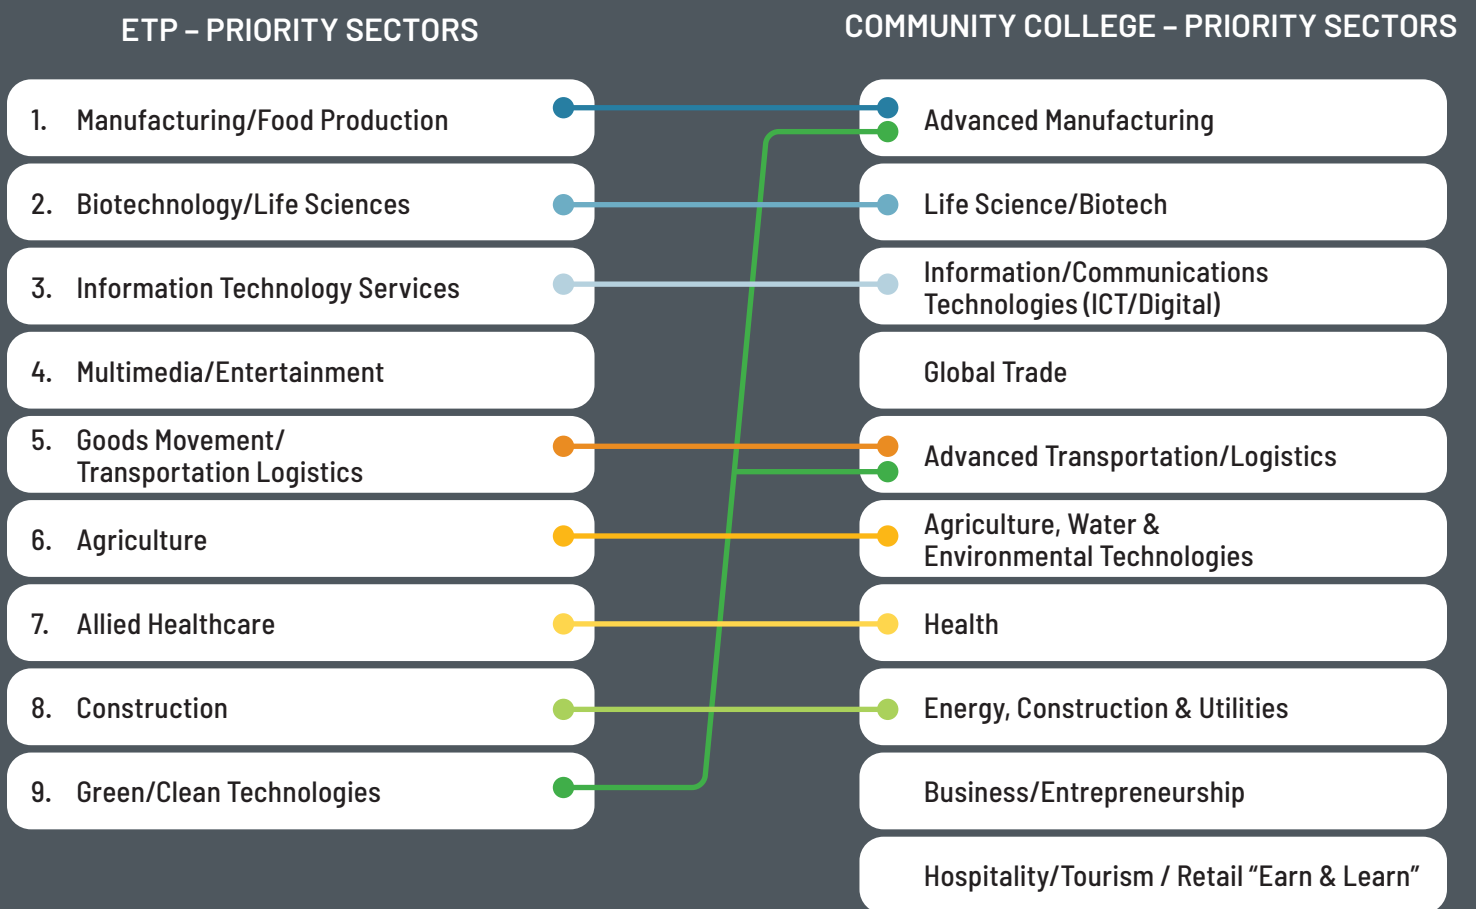 ETP – PRIORITY SECTORS
1. Manufacturing/Food Production
2. Biotechnology/Life Sciences
3. Information Technology Services
4. Multimedia/Entertainment
5. Goods Movement/
Transportation Logistics
6. Agriculture
7. Allied Healthcare
8. Construction
9. Green/Clean Technologies
COMMUNITY COLLEGE – PRIORITY SECTORS
Advanced Manufacturing
Life Science/Biotech
Information/Communications
Technologies (ICT/Digital)
Global Trade
Advanced Transportation/Logistics
Agriculture, Water &
Environmental Technologies
Health
Energy, Construction & Utilities
Business/Entrepreneurship
Hospitality/Tourism / Retail “Earn & Learn”